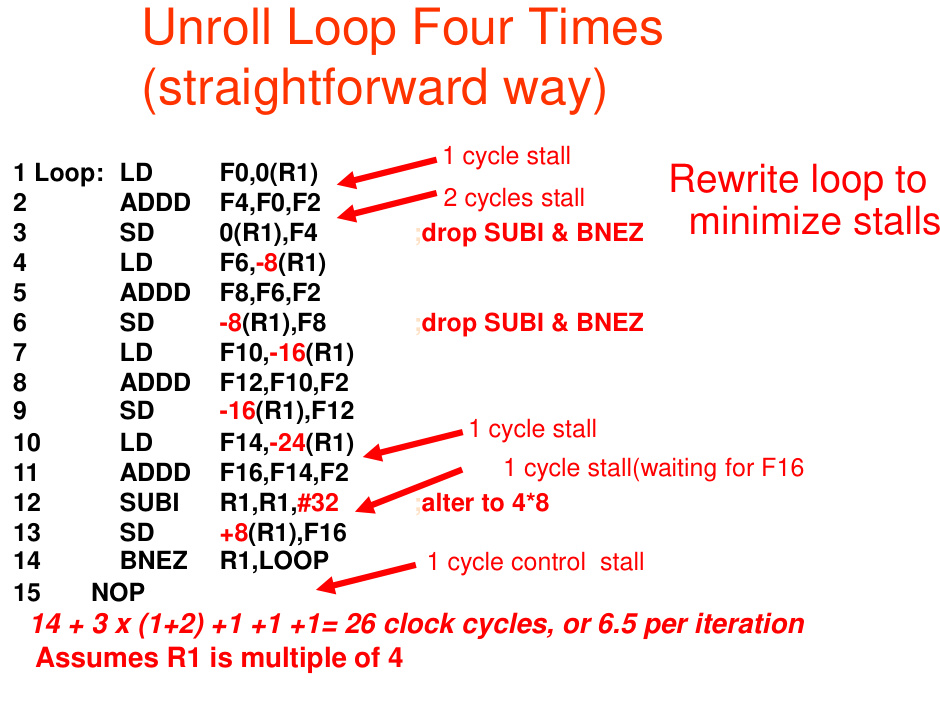 Unroll Loop Four Times
(straightforward way)
1 cycle stall
1 Loop: LD F0,0(R1)
Rewrite loop to
minimize stalls
2 ADDD F4,F0,F2
2 cycles stall
3 SD 0(R1),F4 ;drop SUBI & BNEZ
4 LD F6,-8(R1)
5 ADDD F8,F6,F2
6 SD -8(R1),F8 ;drop SUBI & BNEZ
7 LD F10,-16(R1)
8 ADDD F12,F10,F2
9 SD -16(R1),F12
1 cycle stall
10 LD F14,-24(R1)
11 ADDD F16,F14,F2
1 cycle stall(waiting for F16
12 SUBI R1,R1,#32 ;alter to 4*8
13 SD +8(R1),F16
14 BNEZ R1,LOOP
1 cycle control stall
15 NOP
14 + 3 x (1+2) +1 +1 +1= 26 clock cycles, or 6.5 per iteration
Assumes R1 is multiple of 4